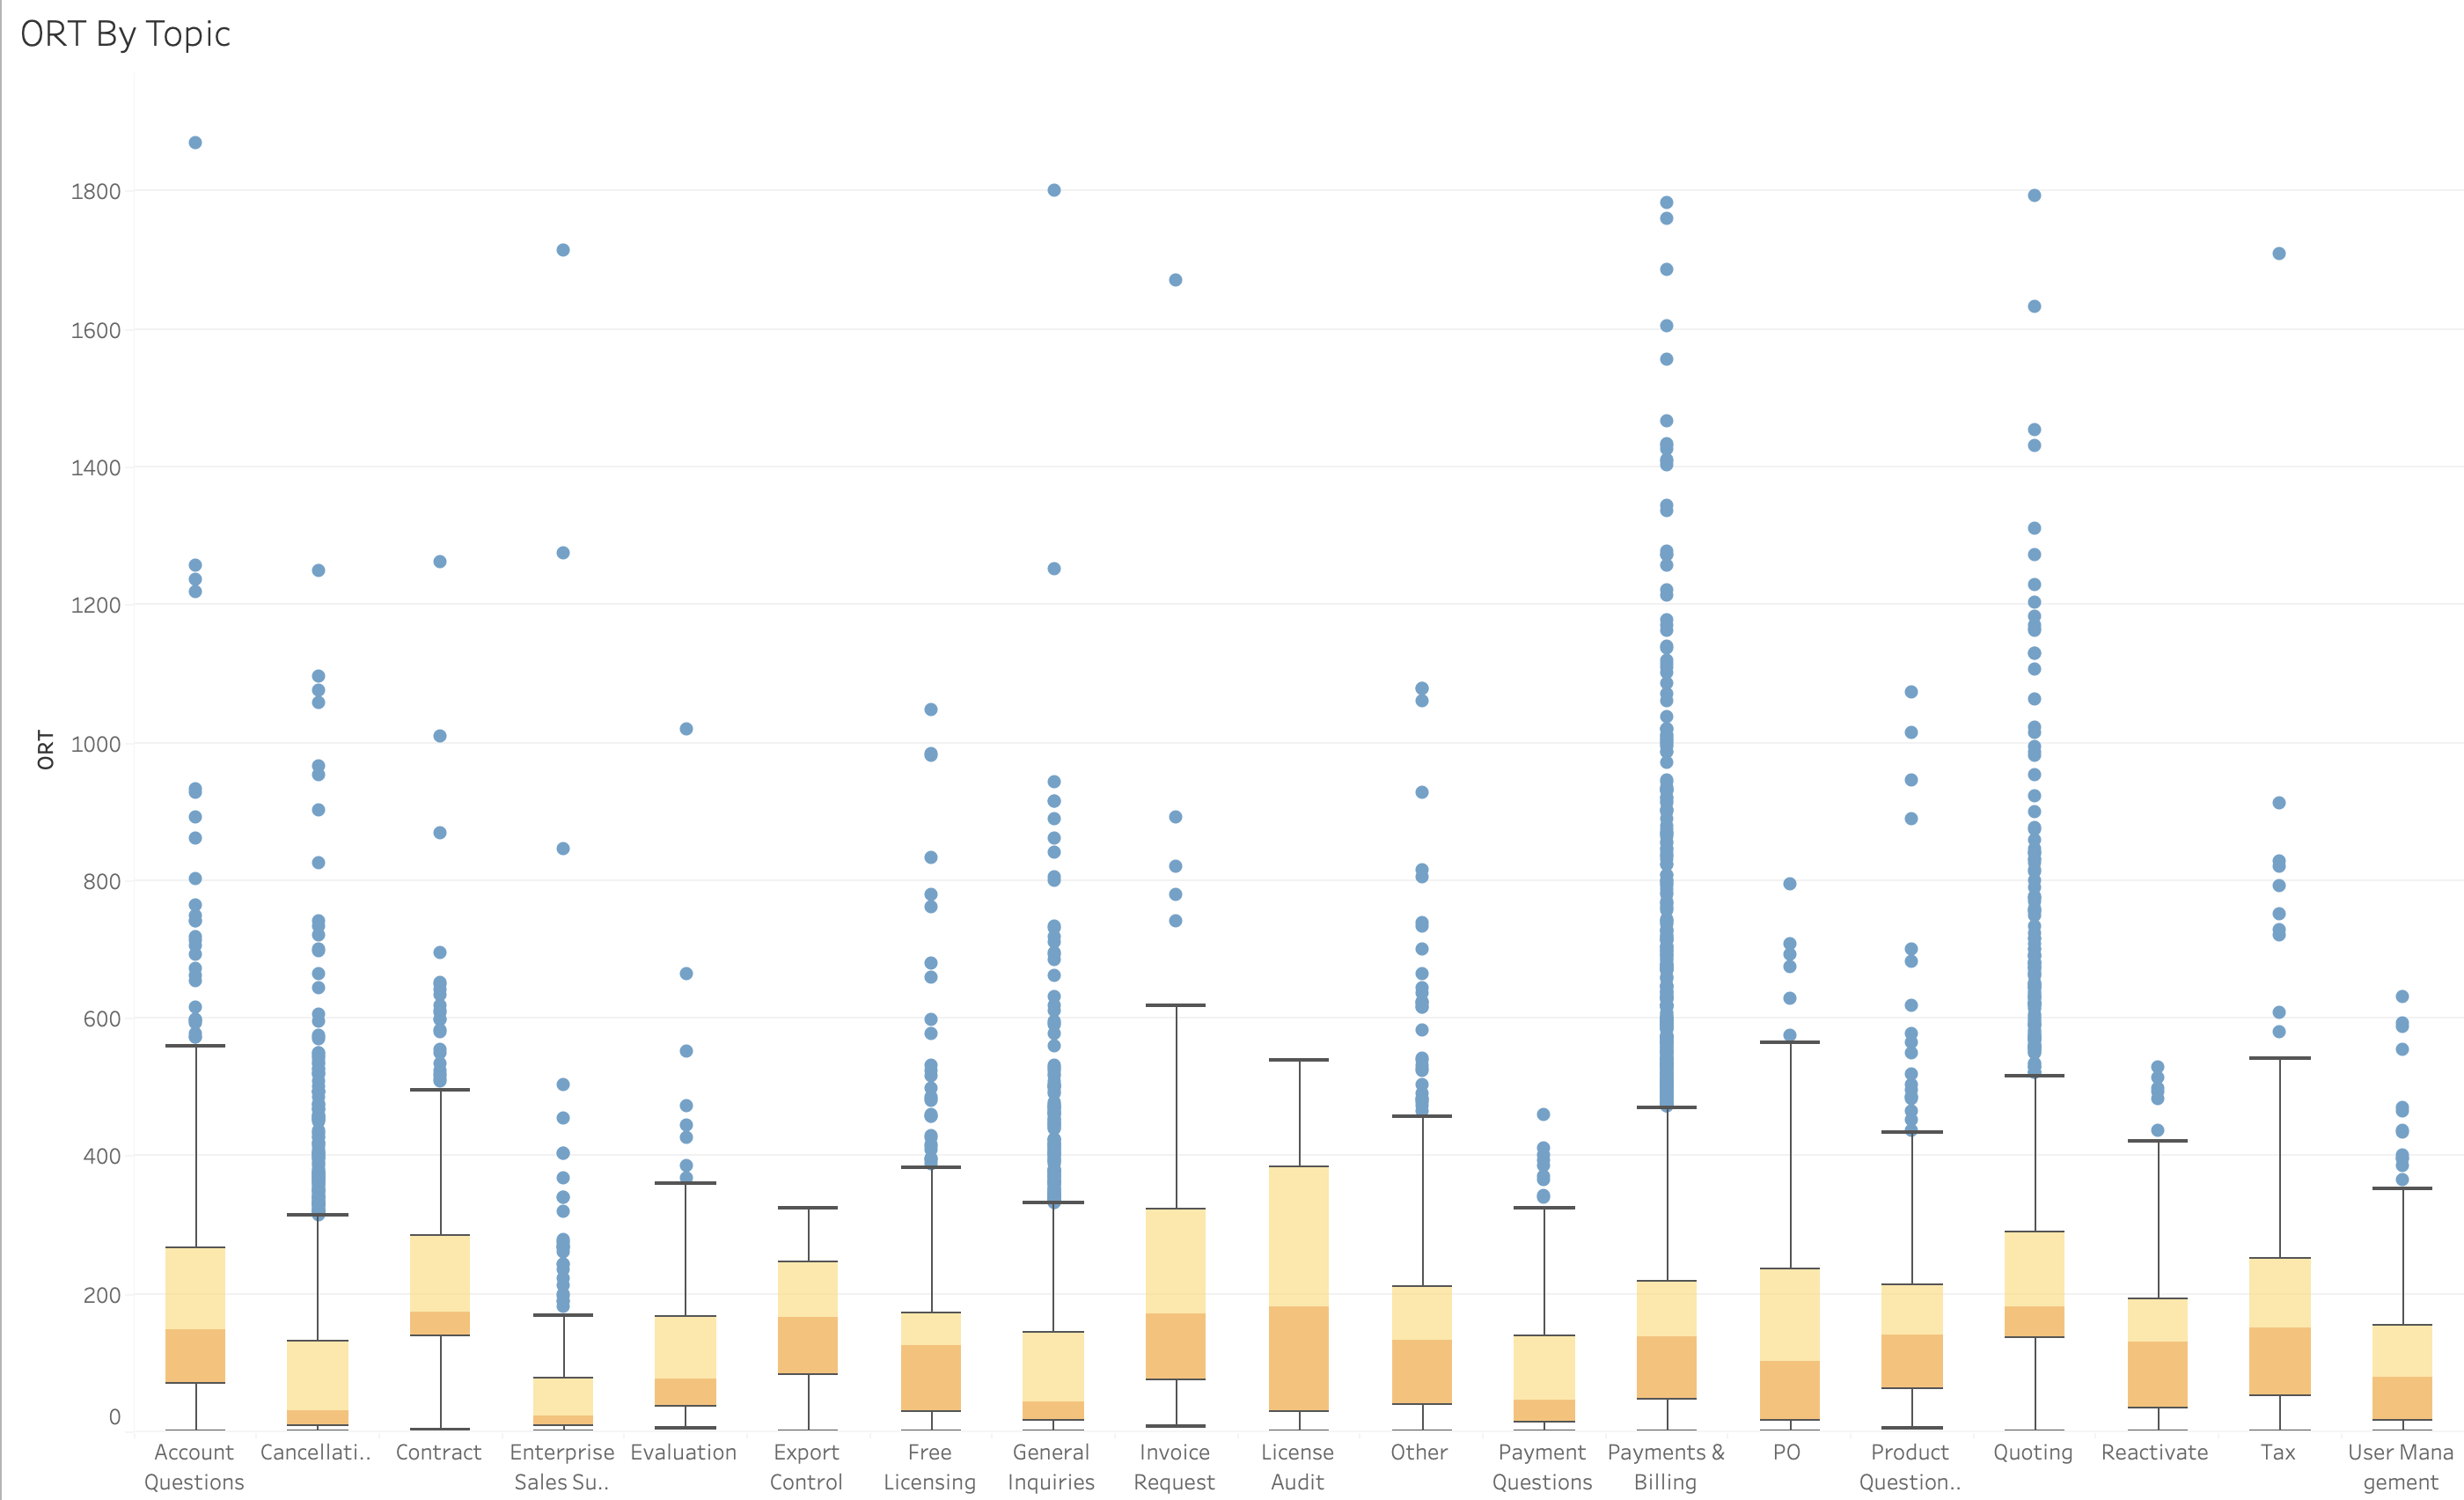 ORT By Topic
1800
1600
1400
1200
1000
800
600
400
200
0
ORT
Account
Questions
Cancellati..
Contract
Enterprise
Sales Su..
Evaluation
Export
Control
Free
Licensing
General
Inquiries
Invoice
Request
License
Audit
Other
Payment
Questions
Payments &
Billing
PO
Product
Question..
Quoting
Reactivate
Tax
User Mana
gement